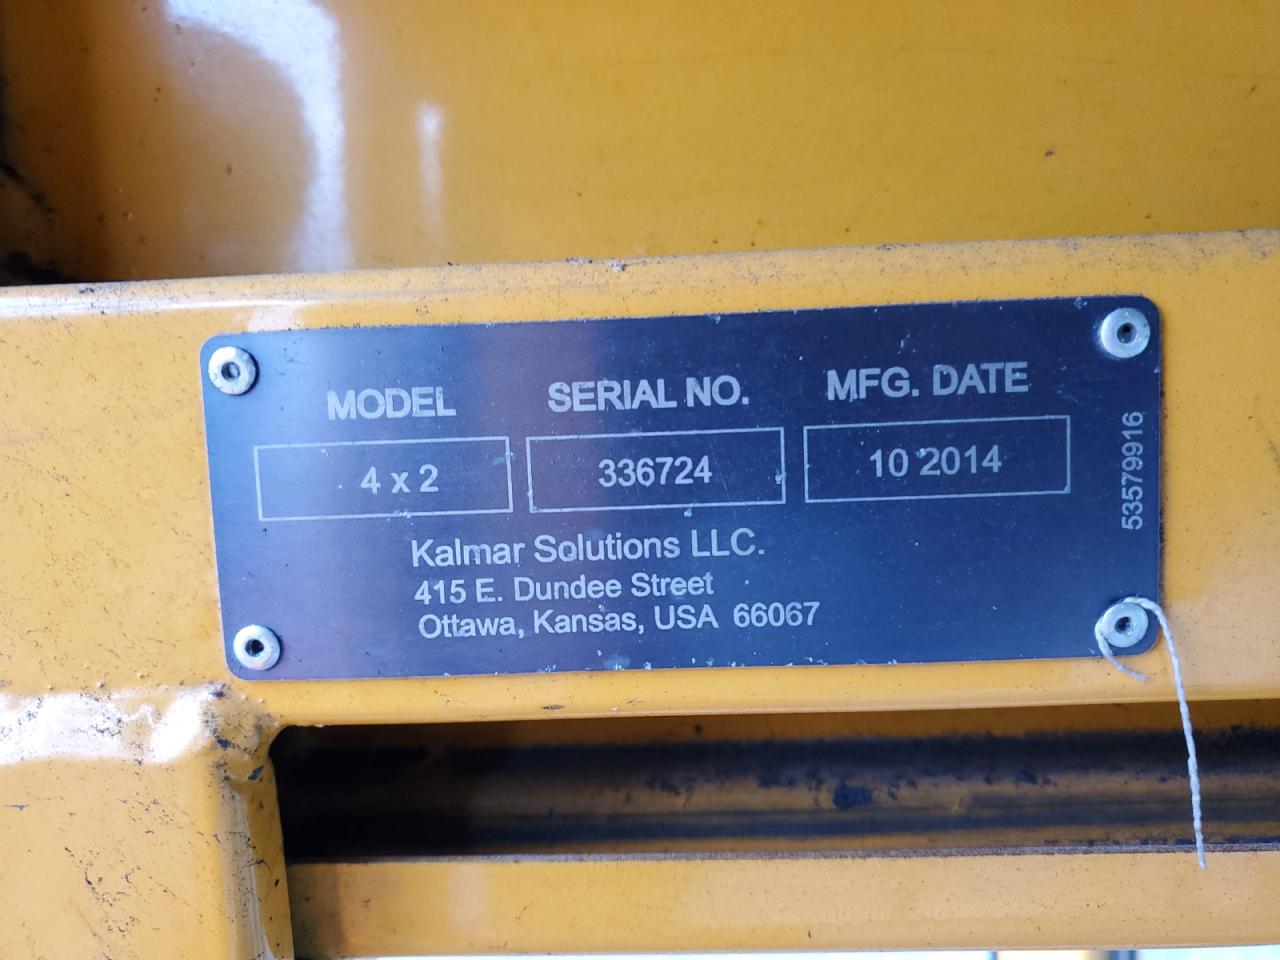 MODEL SERIAL NO. MFG. DATE
4 x 2 336724 10 2014
Kalmar Solutions LLC.
415 E. Dundee Street
Ottawa, Kansas, USA 66067
53579916